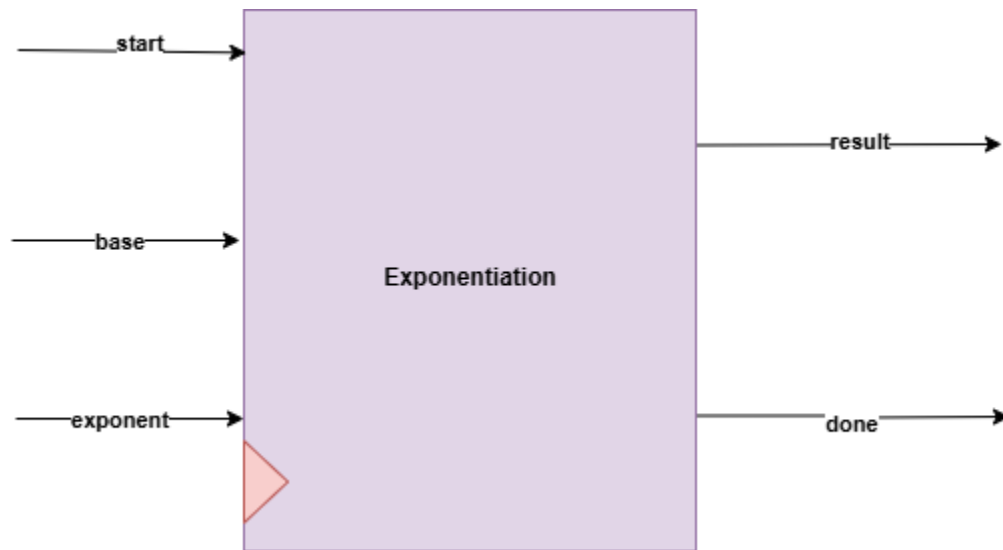 start
base
exponent
Exponentiation
result
done